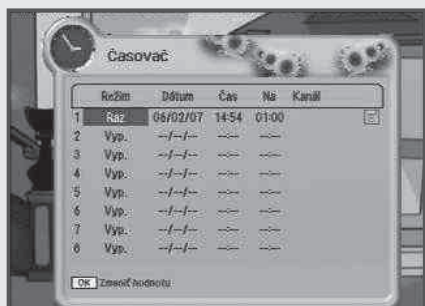 Časovač
Režim Dátum Čas Na Kanál
1 Raz 06/02/07 14:54 01:00
2 Vyp. --/--/-- --:-- --:--
3 Vyp. --/--/-- --:-- --:--
4 Vyp. --/--/-- --:-- --:--
5 Vyp. --/--/-- --:-- --:--
6 Vyp. --/--/-- --:-- --:--
7 Vyp. --/--/-- --:-- --:--
8 Vyp. --/--/-- --:-- --:--
OK Zmeniť hodnotu